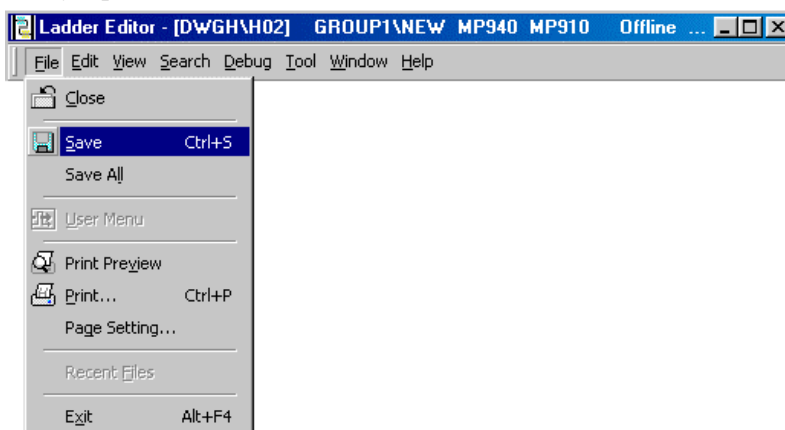 Ladder Editor - [DWGH\H02] GROUP1\NEW MP940 MP910 Offline ...
File Edit View Search Debug Tool Window Help
Close
Save Ctrl+S
Save All
User Menu
Print Preview
Print... Ctrl+P
Page Setting...
Recent Files
Exit Alt+F4